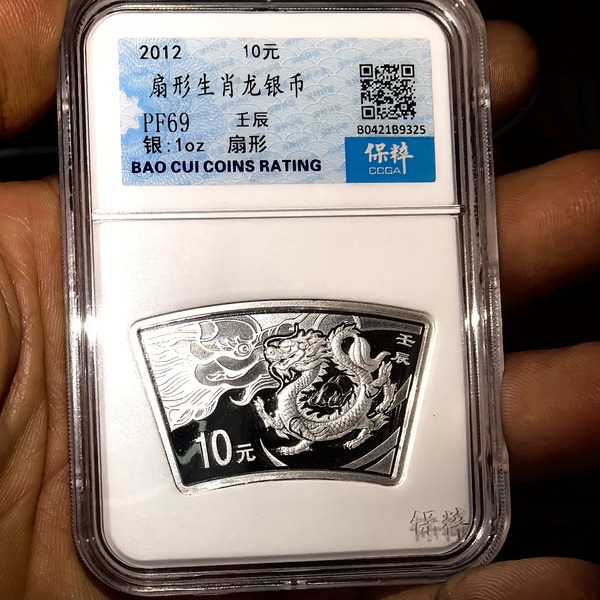 2012 10元
扇形生肖龙银币
PF69 壬辰
银:1oz 扇形
BAO CUI COINS RATING
B0421B9325
保粹
CCGA
壬辰
10元
保粹